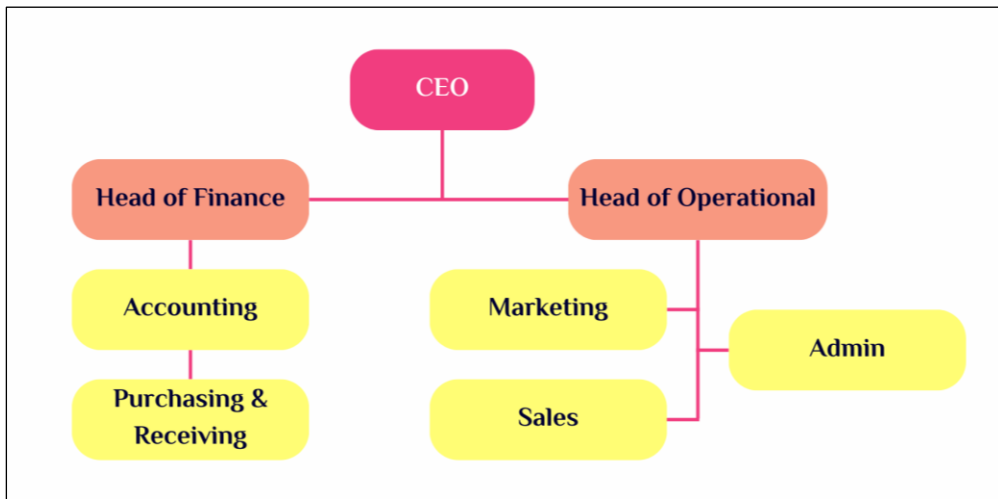 CEO
Head of Finance
Head of Operational
Accounting
Marketing
Admin
Purchasing &
Receiving
Sales